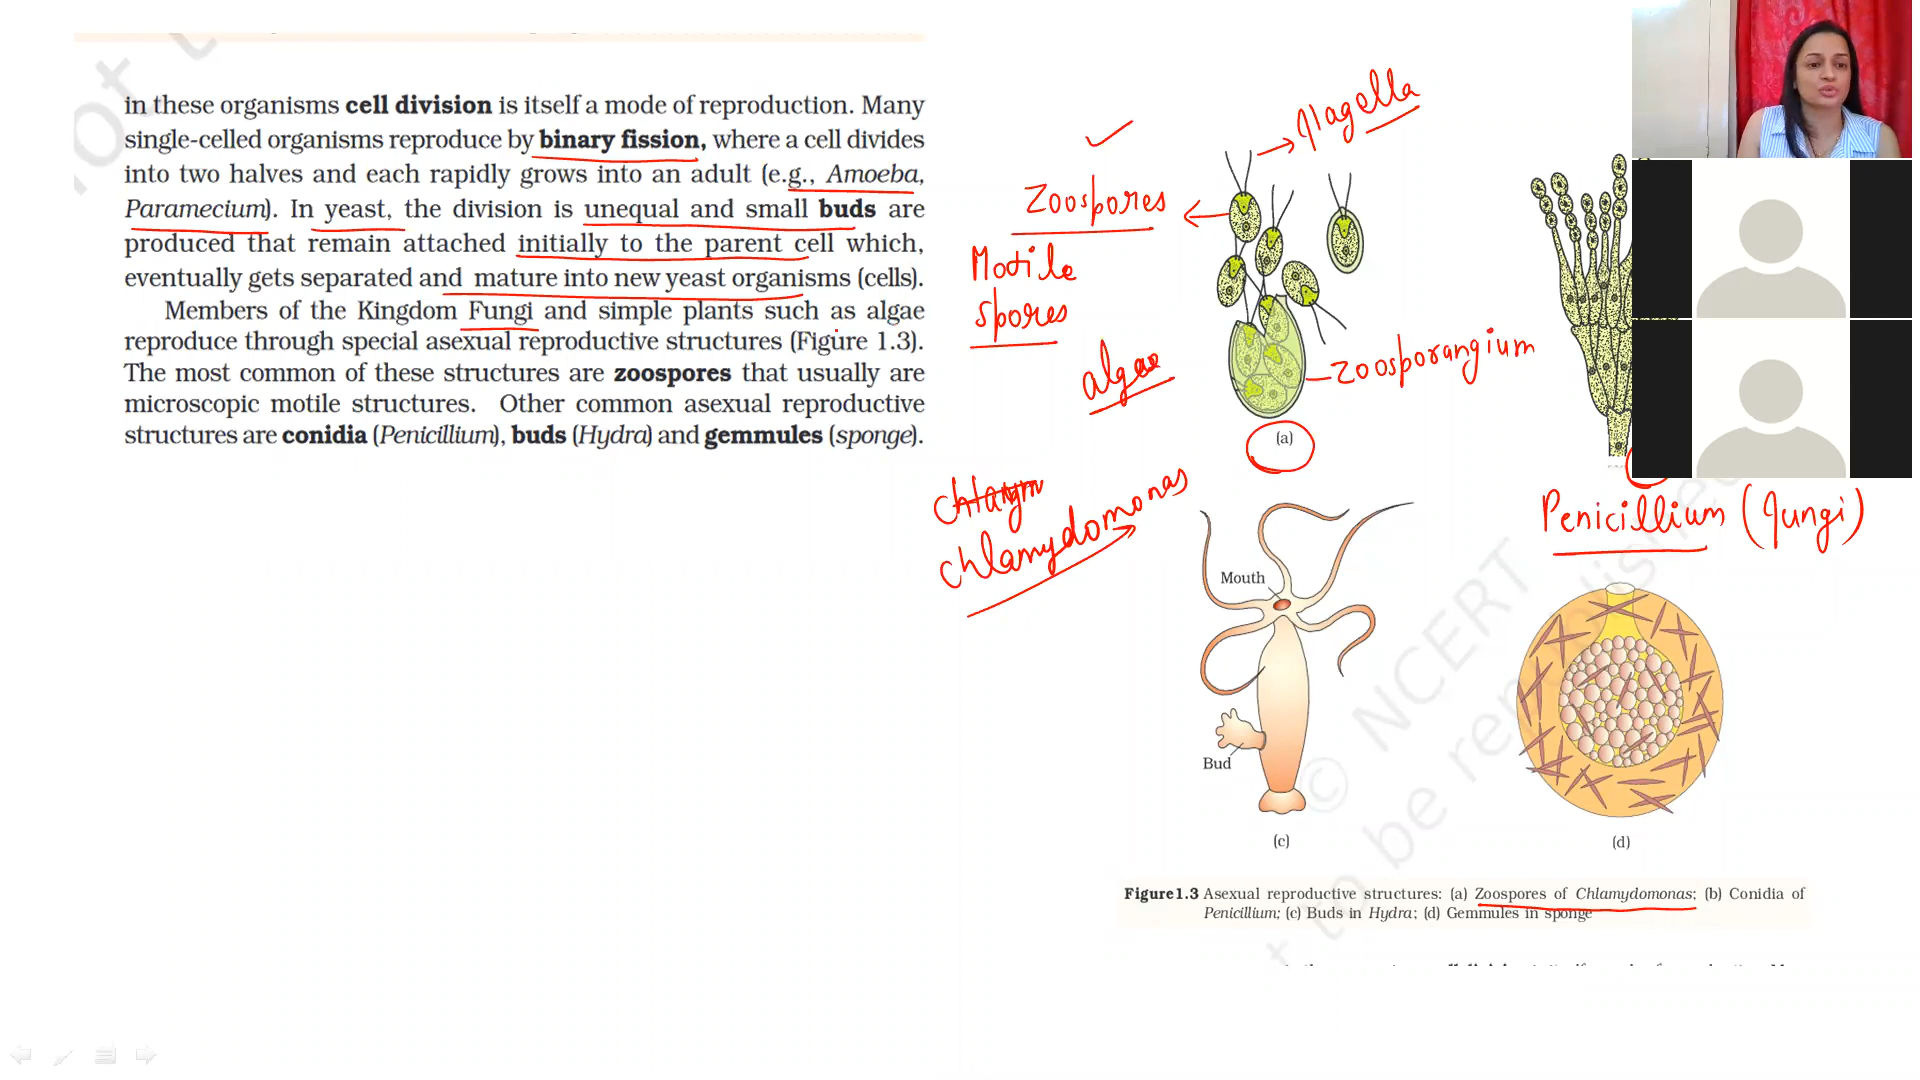 in these organisms cell division is itself a mode of reproduction. Many
single-celled organisms reproduce by binary fission, where a cell divides
into two halves and each rapidly grows into an adult (e.g., Amoeba,
Paramecium). In yeast, the division is unequal and small buds are
produced that remain attached initially to the parent cell which,
eventually gets separated and mature into new yeast organisms (cells).
Members of the Kingdom Fungi and simple plants such as algae
reproduce through special asexual reproductive structures (Figure 1.3).
The most common of these structures are zoospores that usually are
microscopic motile structures. Other common asexual reproductive
structures are conidia (Penicillium), buds (Hydra) and gemmules (sponge).
flagella
Zoospores
Motile
spores
algae
zoosporangium
(a)
chlamydomonas
Penicillium (fungi)
Mouth
Bud
(c)
(d)
© NCERT
Figure1.3 Asexual reproductive structures: (a) Zoospores of Chlamydomonas; (b) Conidia of
Penicillium; (c) Buds in Hydra; (d) Gemmules in sponge